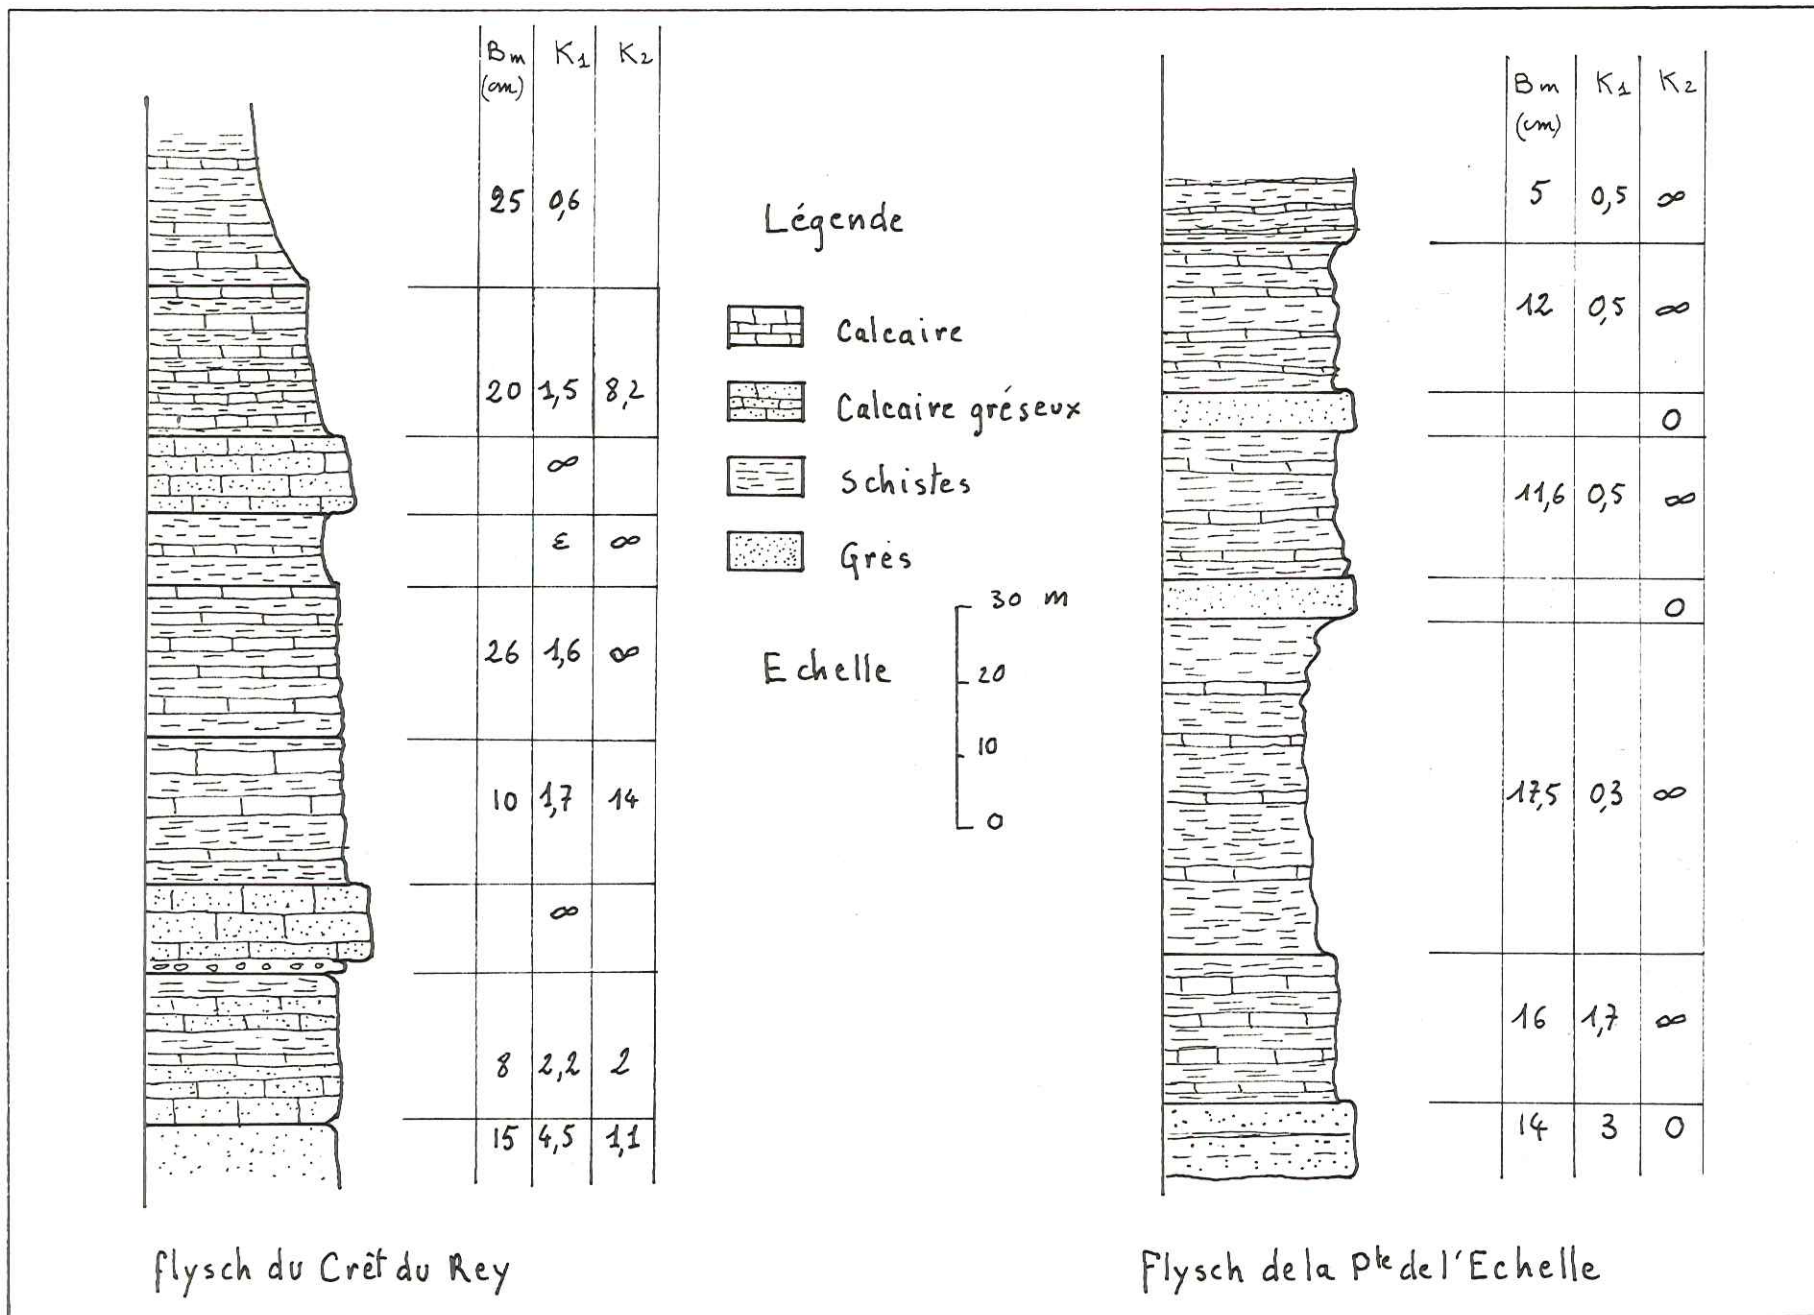 Bm K1 K2
(cm)
25 0,6
20 1,5 8,2
∞
ε ∞
26 1,6 ∞
10 1,7 14
∞
8 2,2 2
15 4,5 1,1
flysch du Crêt du Rey
Légende
Calcaire
Calcaire gréseux
Schistes
Grès
Echelle
30 m
20
10
0
Bm K1 K2
(cm)
5 0,5 ∞
12 0,5 ∞
0
11,6 0,5 ∞
0
17,5 0,3 ∞
16 1,7 ∞
14 3 0
Flysch de la Pte de l'Echelle